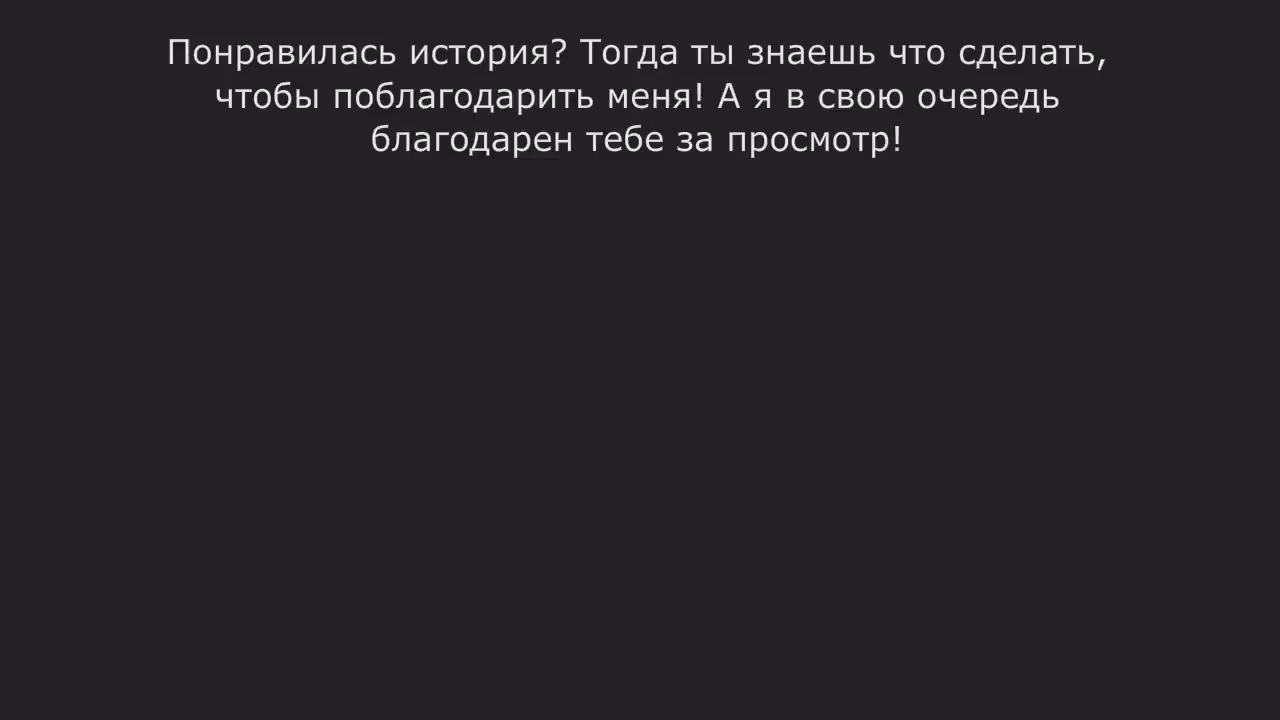 Понравилась история? Тогда ты знаешь что сделать,
чтобы поблагодарить меня! А я в свою очередь
благодарен тебе за просмотр!